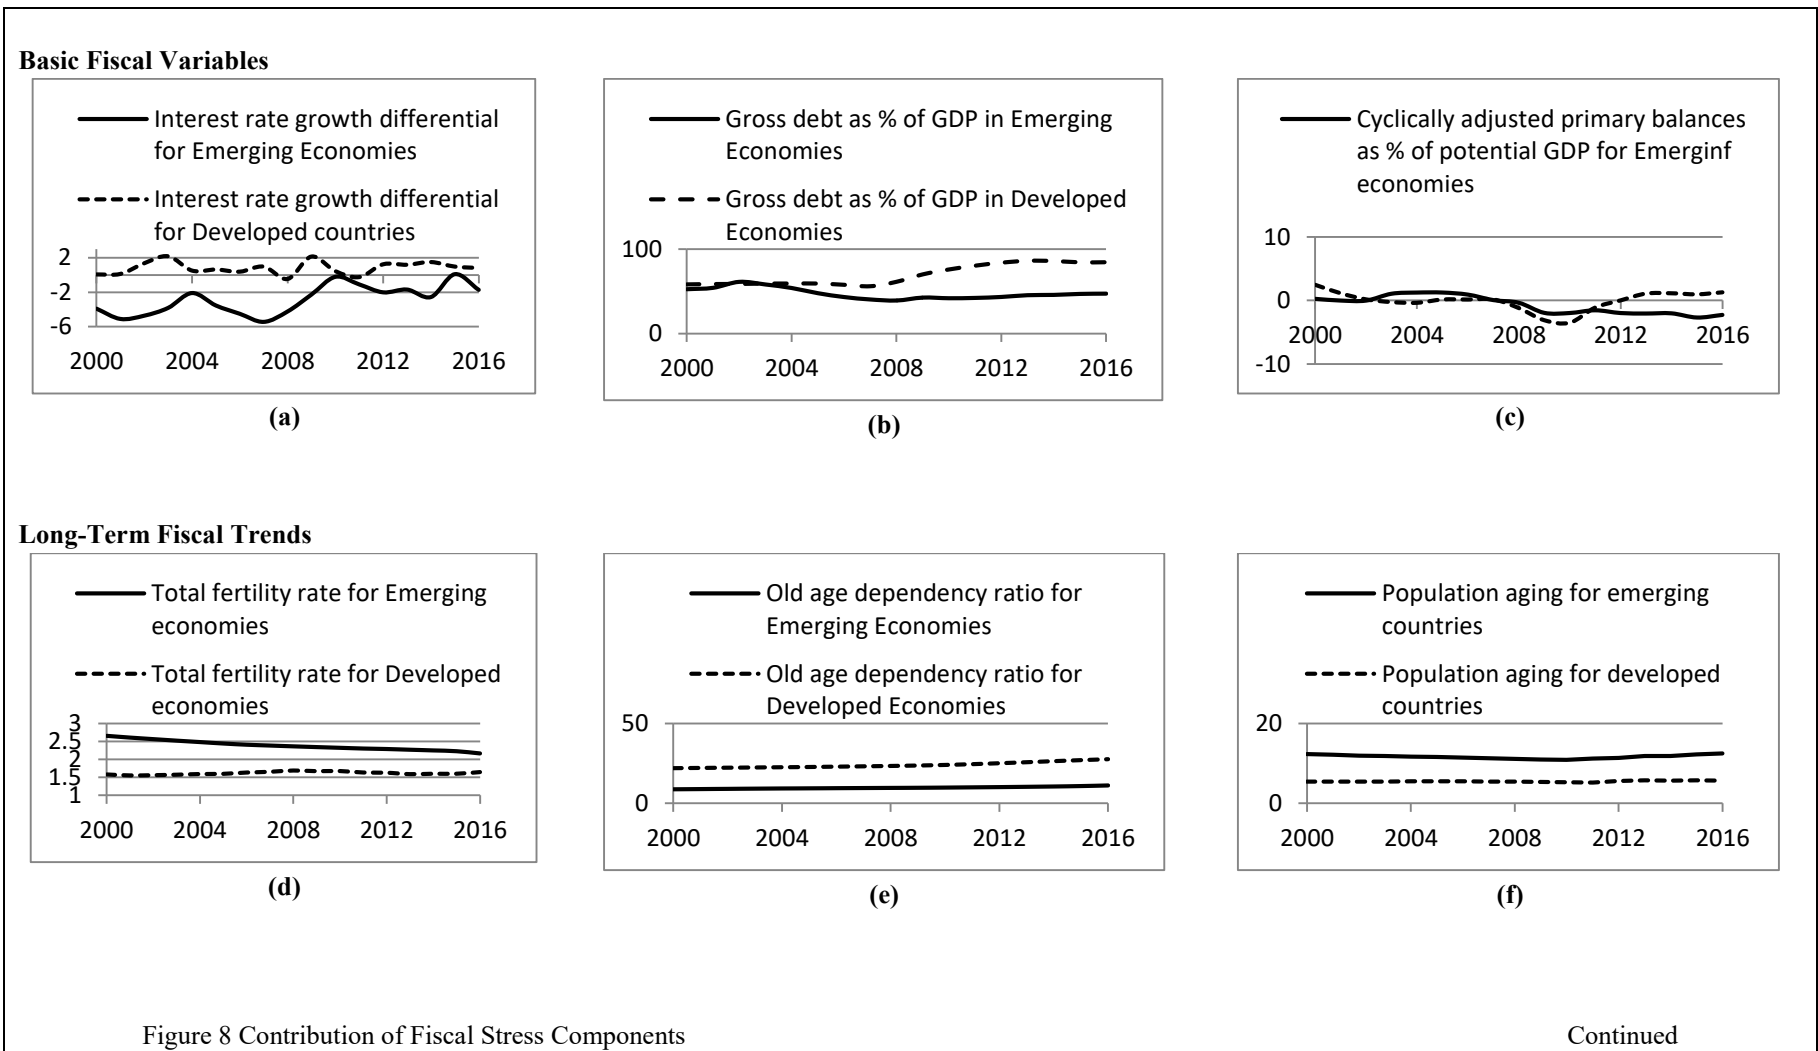 Basic Fiscal Variables
Interest rate growth differential
for Emerging Economies
Interest rate growth differential
for Developed countries
2
-2
-6
2000 2004 2008 2012 2016
(a)
Gross debt as % of GDP in Emerging
Economies
Gross debt as % of GDP in Developed
Economies
100
0
2000 2004 2008 2012 2016
(b)
Cyclically adjusted primary balances
as % of potential GDP for Emerginf
economies
10
0
-10
2000 2004 2008 2012 2016
(c)
Long-Term Fiscal Trends
Total fertility rate for Emerging
economies
Total fertility rate for Developed
economies
3
2.5
2
1.5
1
2000 2004 2008 2012 2016
(d)
Old age dependency ratio for
Emerging Economies
Old age dependency ratio for
Developed Economies
50
0
2000 2004 2008 2012 2016
(e)
Population aging for emerging
countries
Population aging for developed
countries
20
0
2000 2004 2008 2012 2016
(f)
Figure 8 Contribution of Fiscal Stress Components Continued